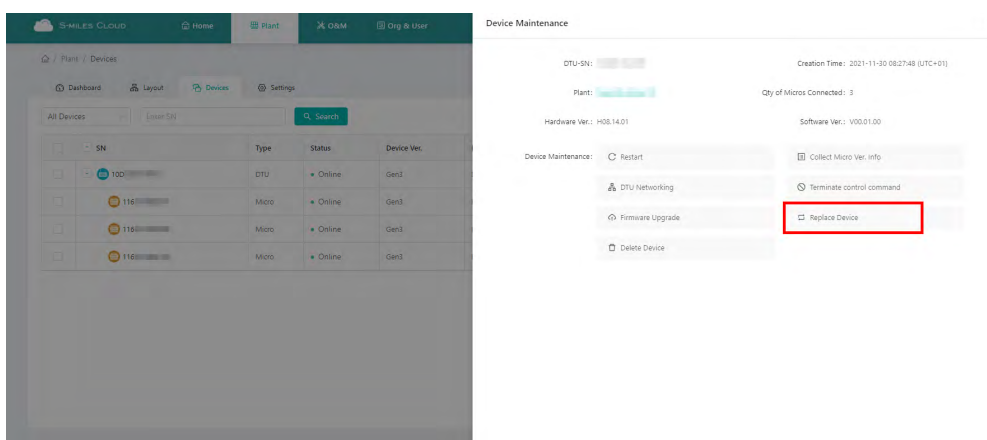 S-MILES CLOUD
Home
Plant
O&M
Org & User
/ Plant / Devices
Dashboard
Layout
Devices
Settings
All Devices
Enter SN
Search
SN Type Status Device Ver.
10D DTU Online Gen3
116 Micro Online Gen3
116 Micro Online Gen3
116 Micro Online Gen3
Device Maintenance
DTU-SN:
Creation Time: 2021-11-30 08:27:48 (UTC+01)
Plant:
Qty of Micros Connected: 3
Hardware Ver.: H08.14.01
Software Ver.: V00.01.00
Device Maintenance:
Restart
Collect Micro Ver. Info
DTU Networking
Terminate control command
Firmware Upgrade
Replace Device
Delete Device